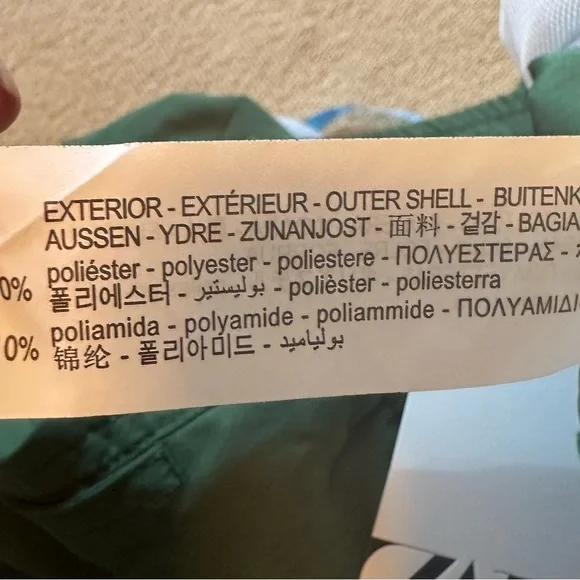 EXTERIOR - EXTÉRIEUR - OUTER SHELL - BUITENK
AUSSEN - YDRE - ZUNANJOST - 面料 - 겉감 - BAGIA
0% poliéster - polyester - poliestere - ΠΟΛΥΕΣΤΕΡΑΣ -
폴리에스터 - بوليستير - polièster - poliesterra
0% poliamida - polyamide - poliammide - ΠΟΛΥΑΜΙΔΙ
锦纶 - 폴리아미드 - بولياميد